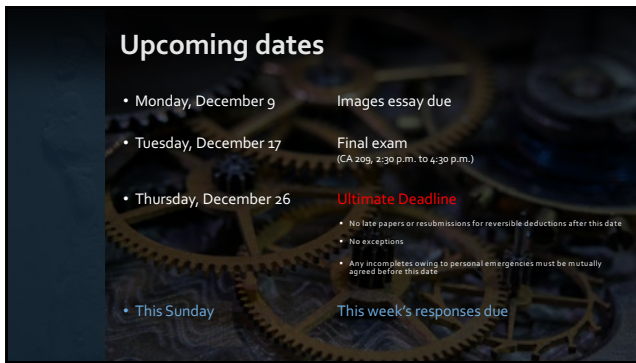 Upcoming dates
• Monday, December 9 Images essay due
• Tuesday, December 17 Final exam
(CA 209, 2:30 p.m. to 4:30 p.m.)
• Thursday, December 26 Ultimate Deadline
• No late papers or resubmissions for reversible deductions after this date
• No exceptions
• Any incompletes owing to personal emergencies must be mutually
agreed before this date
• This Sunday This week’s responses due